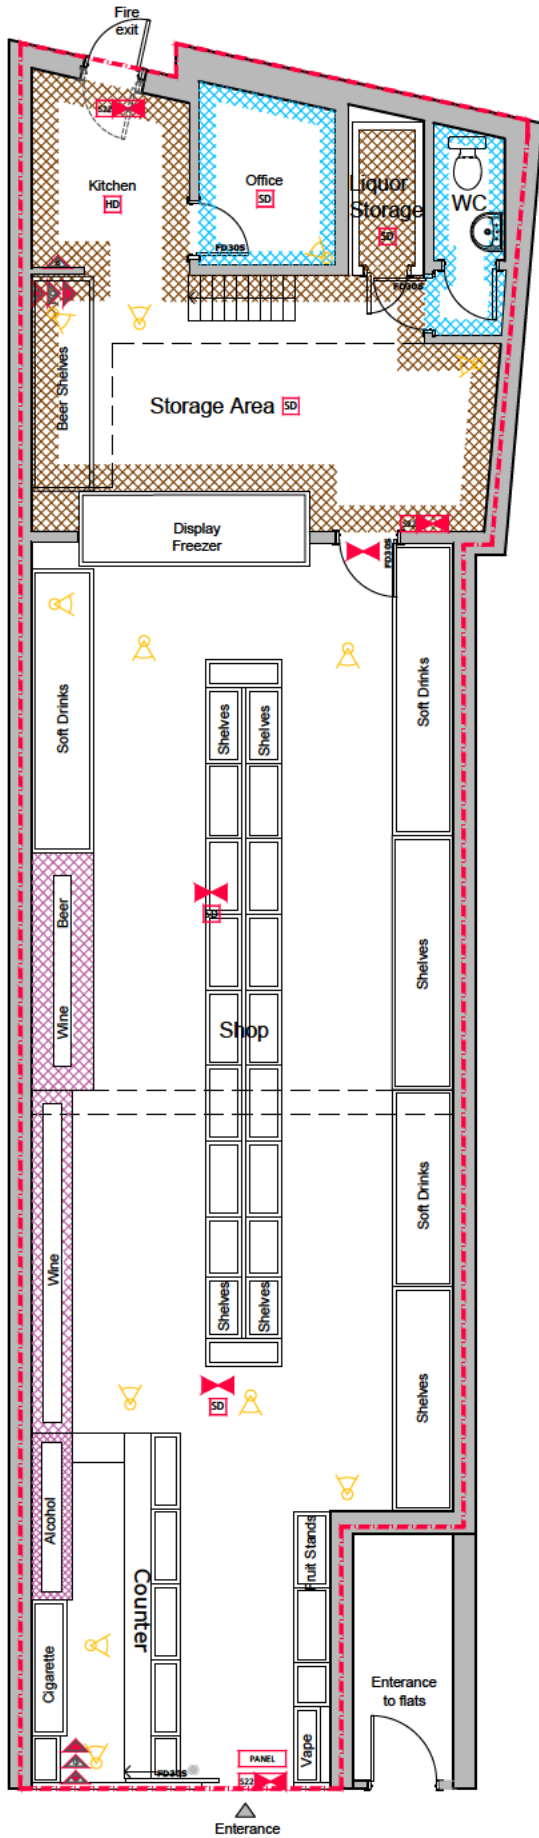 Fire
exit
S22
Kitchen
HD
Office
SD
FD30S
Liquor
Storage
SD
FD30S
WC
Beer Shelves
Storage Area SD
Display
Freezer
FD30S
Soft Drinks
Soft Drinks
Shelves
Shelves
Beer
Wine
SD
Shop
Shelves
Wine
Soft Drinks
Shelves
Shelves
Shelves
SD
Alcohol
Counter
Fruit Stands
Cigarette
Vape
PANEL
S22
FD30S
Enterance
to flats
Enterance